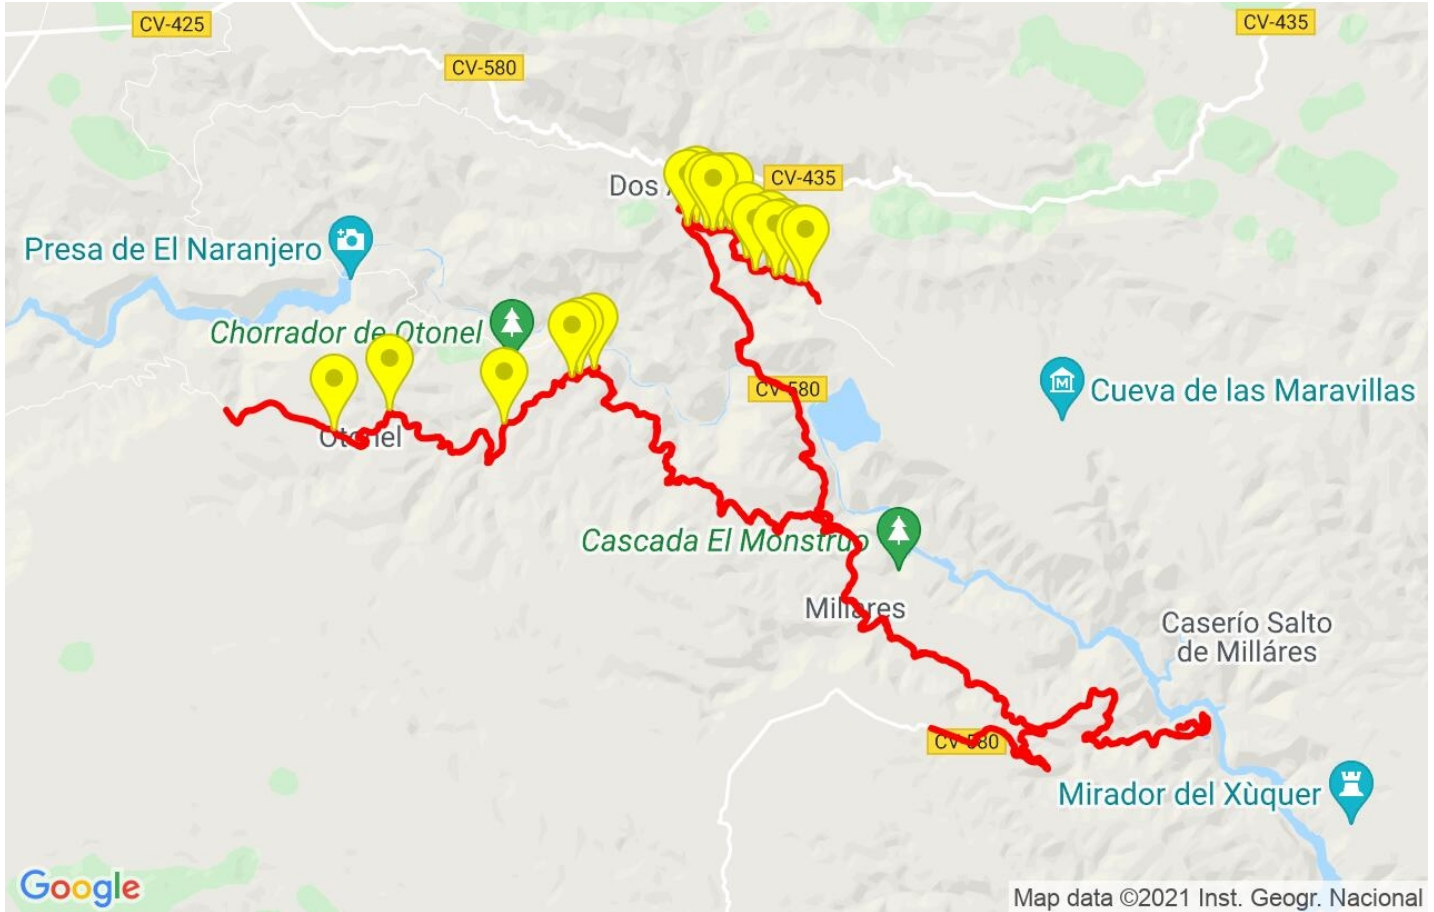 CV-425
CV-435
CV-580
Dos
CV-435
Presa de El Naranjero
Chorrador de Otonel
CV-580
Cueva de las Maravillas
Otonel
Cascada El Monstruo
Millares
Caserío Salto
de Milláres
CV-580
Mirador del Xùquer
Google
Map data ©2021 Inst. Geogr. Nacional